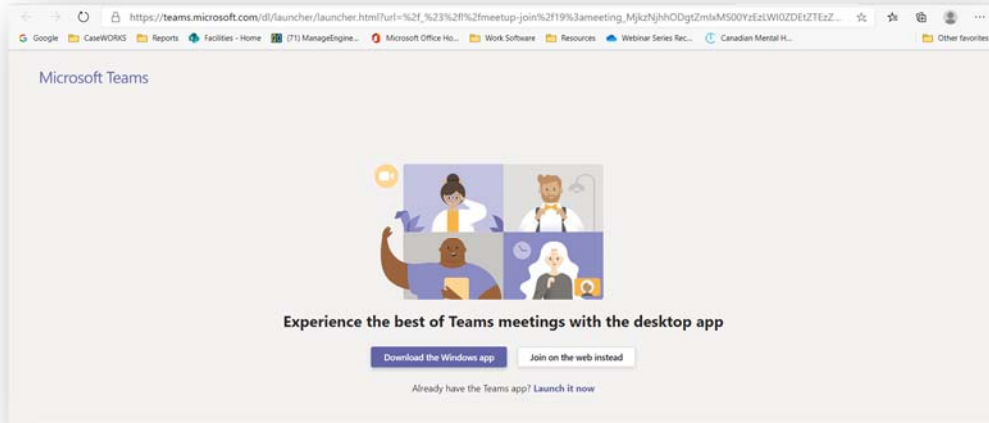 https://teams.microsoft.com/dl/launcher/launcher.html?url=%2f_%23%2fl%2fmeetup-join%2f19%3ameeting_MjkzNjhhODgtZmIxMS00YzEzLWI0ZDEtZTEzZ...
Google CaseWORKS Reports Facilities - Home (71) ManageEngine... Microsoft Office Ho... Work Software Resources Webinar Series Rec... Canadian Mental H... Other favorites
Microsoft Teams
Experience the best of Teams meetings with the desktop app
Download the Windows app Join on the web instead
Already have the Teams app? Launch it now